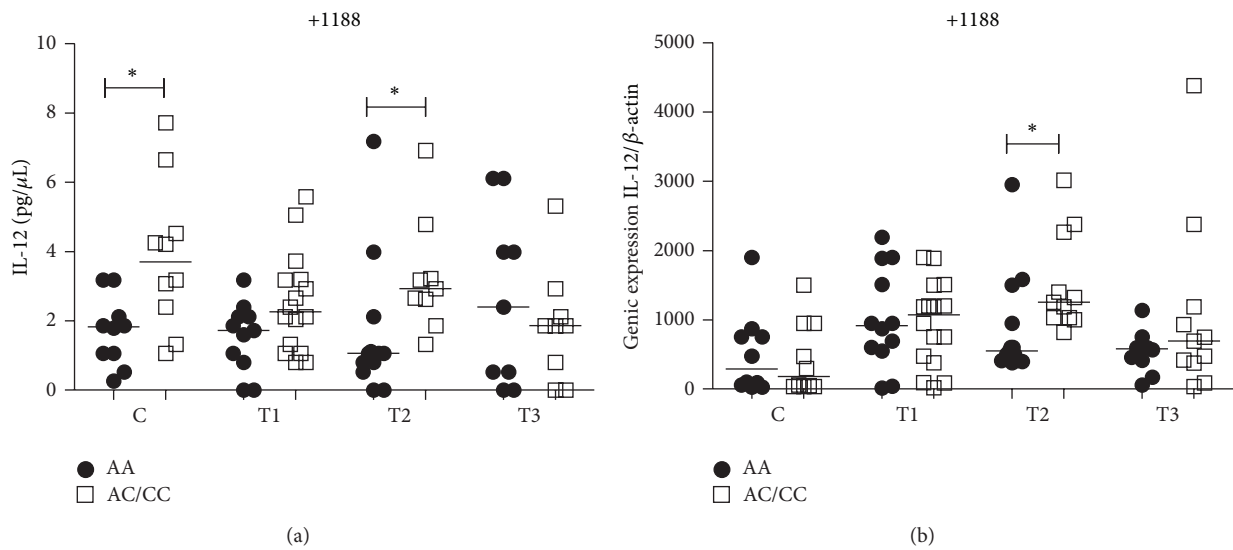 +1188
10
8
6
4
2
0
IL-12 (pg/μL)
*
*
C
T1
T2
T3
AA
AC/CC
(a)
+1188
5000
4000
3000
2000
1000
0
Genic expression IL-12/β-actin
*
C
T1
T2
T3
AA
AC/CC
(b)